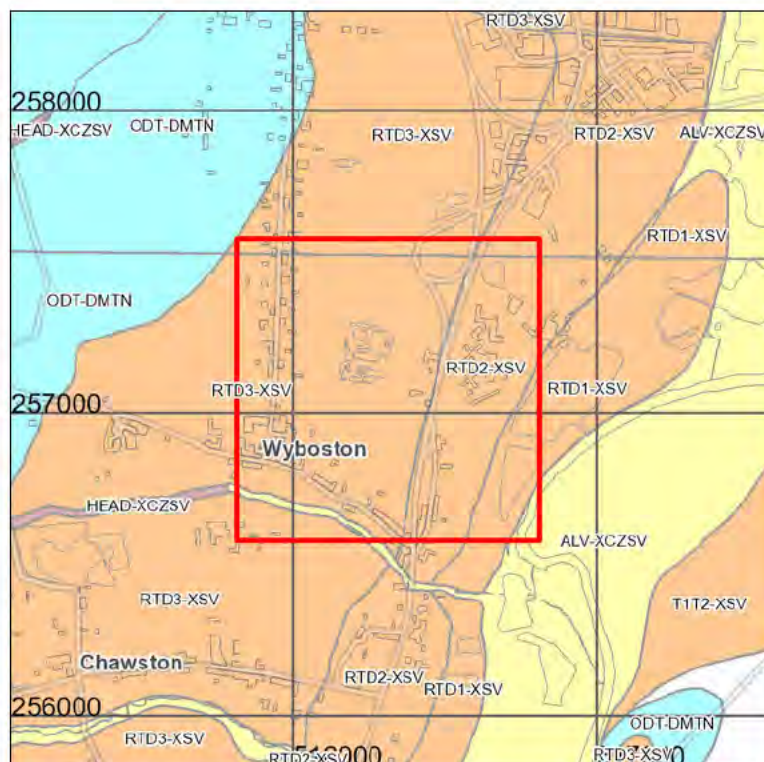 RTD3-XSV
258000
HEAD-XCZSV
ODT-DMTN
RTD3-XSV
RTD2-XSV
ALV-XCZSV
RTD1-XSV
ODT-DMTN
RTD2-XSV
RTD3-XSV
RTD1-XSV
257000
Wyboston
HEAD-XCZSV
ALV-XCZSV
RTD3-XSV
T1T2-XSV
Chawston
RTD2-XSV
RTD1-XSV
256000
ODT-DMTN
RTD3-XSV
RTD2-XSV
RTD3-XSV